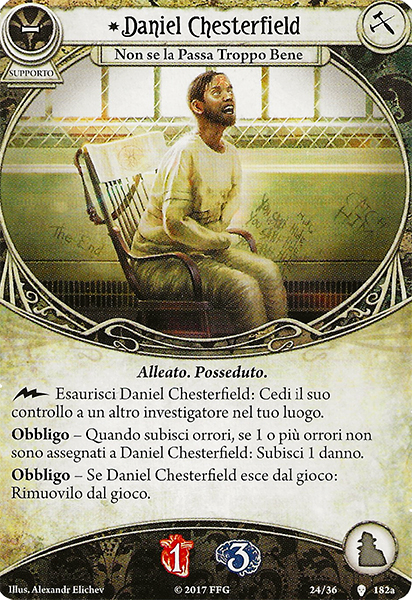 Daniel Chesterfield
Non se la Passa Troppo Bene
SUPPORTO
The End
Alleato. Posseduto.
Esaurisci Daniel Chesterfield: Cedi il suo
controllo a un altro investigatore nel tuo luogo.
Obbligo – Quando subisci orrori, se 1 o più orrori non
sono assegnati a Daniel Chesterfield: Subisci 1 danno.
Obbligo – Se Daniel Chesterfield esce dal gioco:
Rimuovilo dal gioco.
1
3
Illus. Alexandr Elichev
© 2017 FFG
24/36
182a